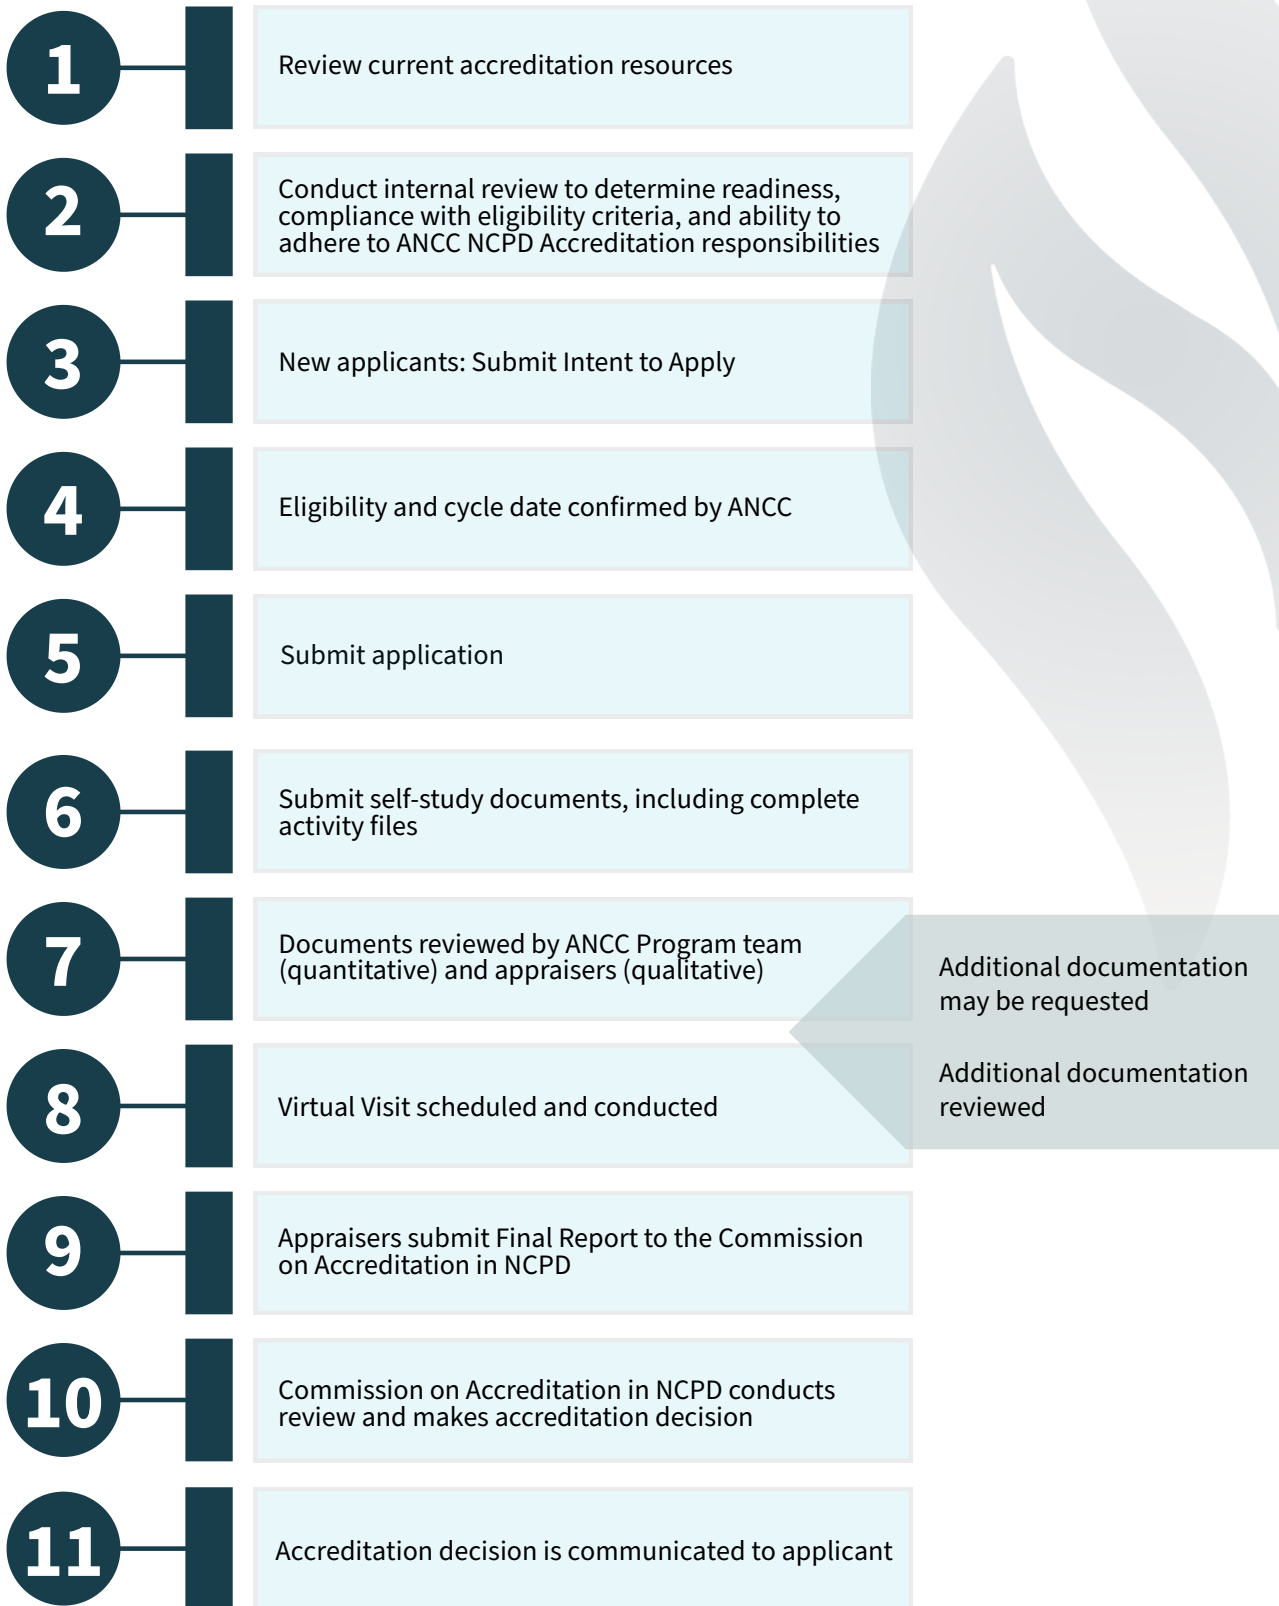 1
Review current accreditation resources
2
Conduct internal review to determine readiness,
compliance with eligibility criteria, and ability to
adhere to ANCC NCPD Accreditation responsibilities
3
New applicants: Submit Intent to Apply
4
Eligibility and cycle date confirmed by ANCC
5
Submit application
6
Submit self-study documents, including complete
activity files
7
Documents reviewed by ANCC Program team
(quantitative) and appraisers (qualitative)
Additional documentation
may be requested
Additional documentation
reviewed
8
Virtual Visit scheduled and conducted
9
Appraisers submit Final Report to the Commission
on Accreditation in NCPD
10
Commission on Accreditation in NCPD conducts
review and makes accreditation decision
11
Accreditation decision is communicated to applicant